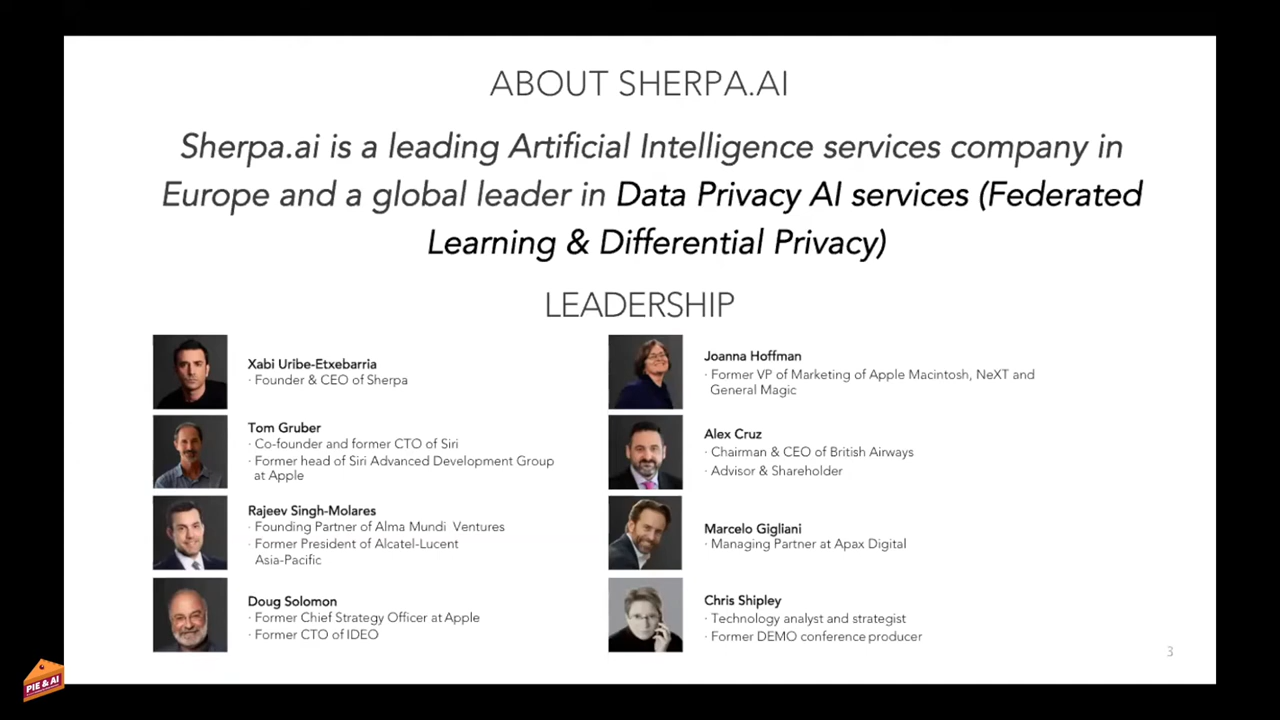 ABOUT SHERPA.AI
Sherpa.ai is a leading Artificial Intelligence services company in
Europe and a global leader in Data Privacy AI services (Federated
Learning & Differential Privacy)
LEADERSHIP
Xabi Uribe-Etxebarria
· Founder & CEO of Sherpa
Tom Gruber
· Co-founder and former CTO of Siri
· Former head of Siri Advanced Development Group
at Apple
Rajeev Singh-Molares
· Founding Partner of Alma Mundi Ventures
· Former President of Alcatel-Lucent
Asia-Pacific
Doug Solomon
· Former Chief Strategy Officer at Apple
· Former CTO of IDEO
Joanna Hoffman
· Former VP of Marketing of Apple Macintosh, NeXT and
General Magic
Alex Cruz
· Chairman & CEO of British Airways
· Advisor & Shareholder
Marcelo Gigliani
· Managing Partner at Apax Digital
Chris Shipley
· Technology analyst and strategist
· Former DEMO conference producer
3
PIE & AI